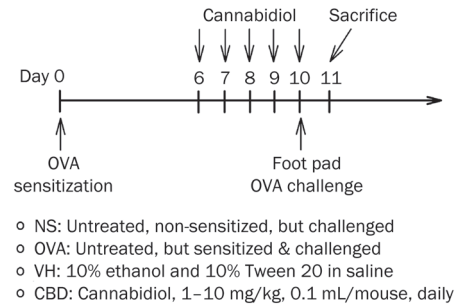 Cannabidiol Sacrifice
Day 0 6 7 8 9 10 11
OVA Foot pad
sensitization OVA challenge
○ NS: Untreated, non-sensitized, but challenged
○ OVA: Untreated, but sensitized & challenged
○ VH: 10% ethanol and 10% Tween 20 in saline
○ CBD: Cannabidiol, 1–10 mg/kg, 0.1 mL/mouse, daily